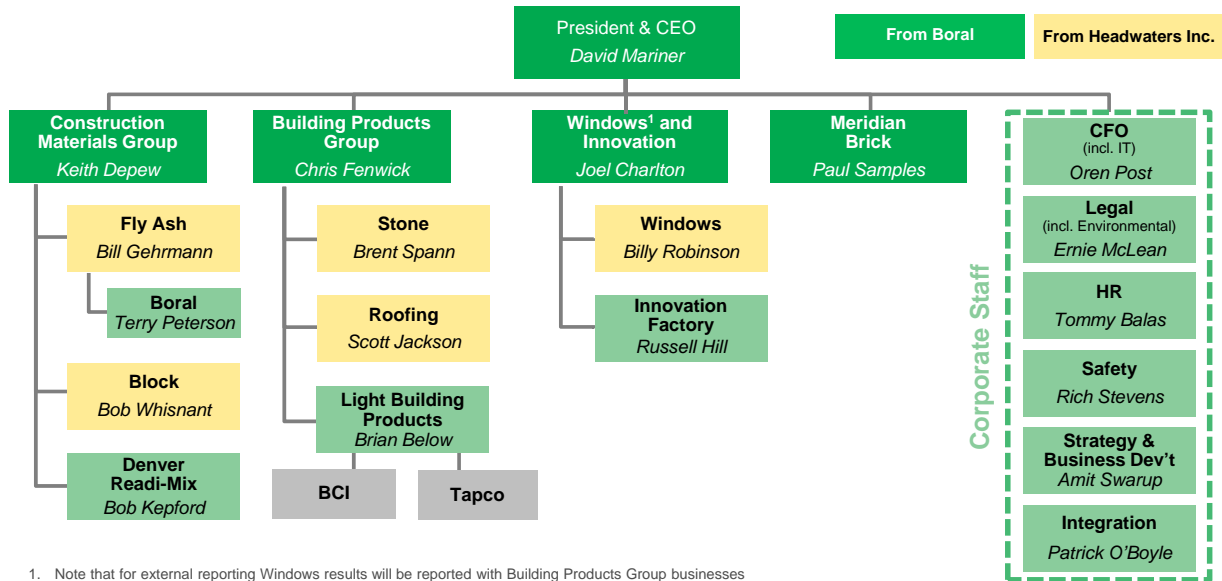 President & CEO
David Mariner
From Boral
From Headwaters Inc.
Construction
Materials Group
Keith Depew
Building Products
Group
Chris Fenwick
Windows¹ and
Innovation
Joel Charlton
Meridian
Brick
Paul Samples
Fly Ash
Bill Gehrmann
Boral
Terry Peterson
Block
Bob Whisnant
Denver
Readi-Mix
Bob Kepford
Stone
Brent Spann
Roofing
Scott Jackson
Light Building
Products
Brian Below
BCI
Tapco
Windows
Billy Robinson
Innovation
Factory
Russell Hill
Corporate Staff
CFO
(incl. IT)
Oren Post
Legal
(incl. Environmental)
Ernie McLean
HR
Tommy Balas
Safety
Rich Stevens
Strategy &
Business Dev't
Amit Swarup
Integration
Patrick O'Boyle
1. Note that for external reporting Windows results will be reported with Building Products Group businesses